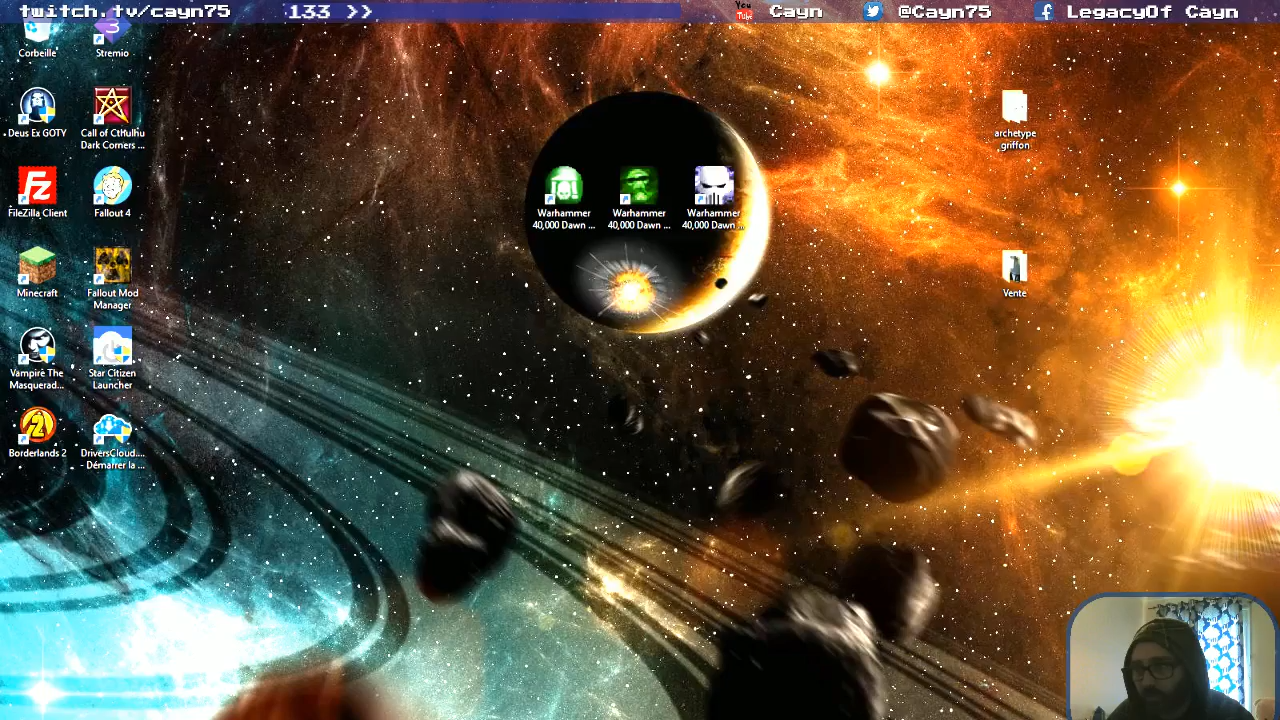 twitch.tv/cayn75
133 >>
You
Tube
Cayn
@Cayn75
LegacyOf Cayn
Corbeille
Stremio
Deus Ex GOTY
Call of Cthulhu
Dark Corners ...
FileZilla Client
Fallout 4
Minecraft
Fallout Mod
Manager
Vampire The
Masquerad...
Star Citizen
Launcher
Borderlands 2
DriversCloud....
- Démarrer la ...
Warhammer
40,000 Dawn ...
Warhammer
40,000 Dawn ...
Warhammer
40,000 Dawn ...
archetype
griffon
Vente